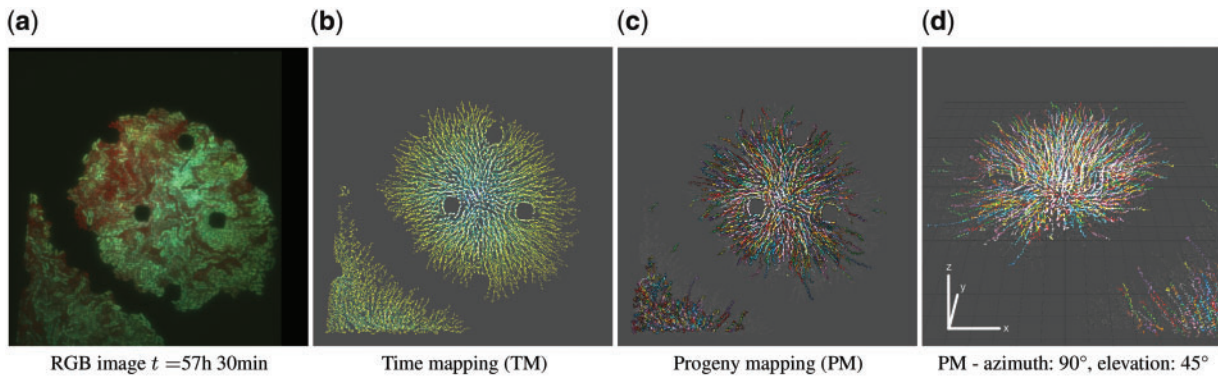 (a)
(b)
(c)
(d)
z
y
x
RGB image t =57h 30min
Time mapping (TM)
Progeny mapping (PM)
PM - azimuth: 90°, elevation: 45°